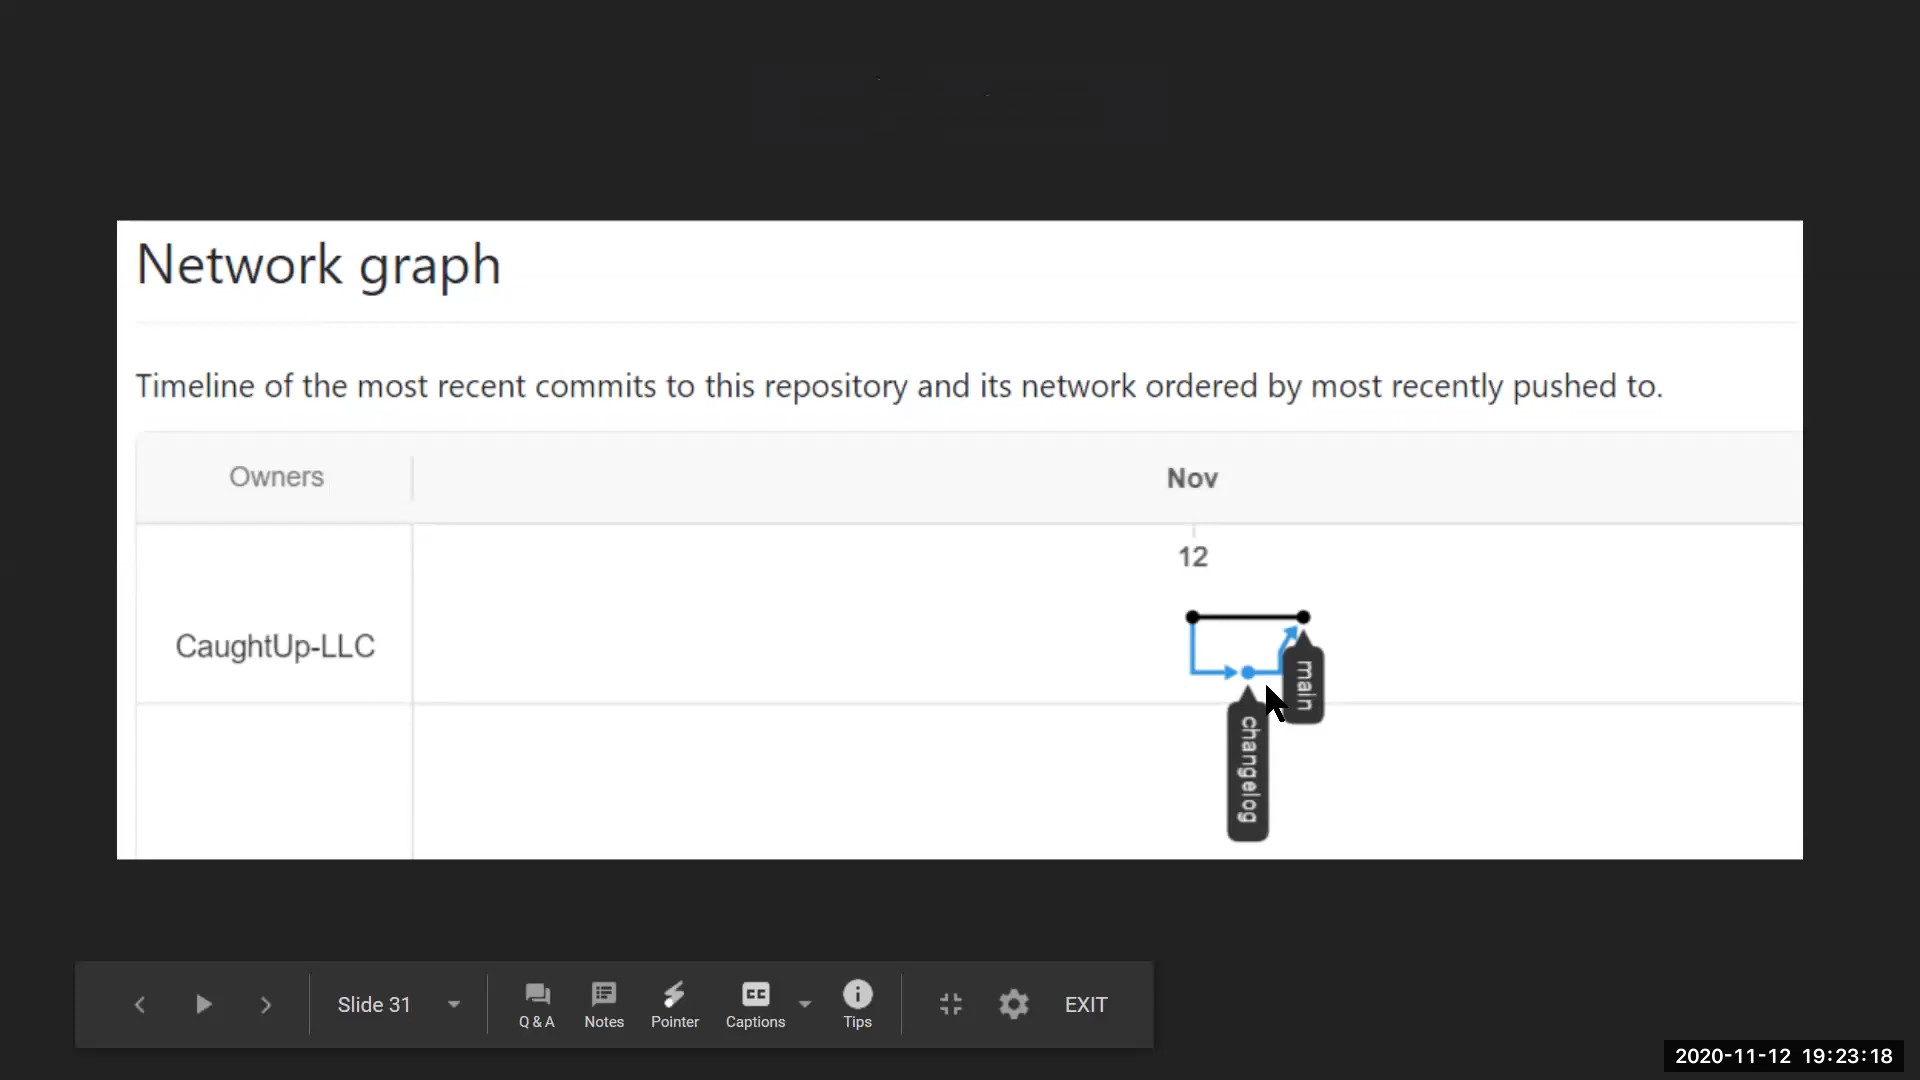 Network graph
Timeline of the most recent commits to this repository and its network ordered by most recently pushed to.
Owners
Nov
12
CaughtUp-LLC
main
changelog
Slide 31
Q & A
Notes
CC
Pointer
Captions
Tips
EXIT
2020-11-12 19:23:18